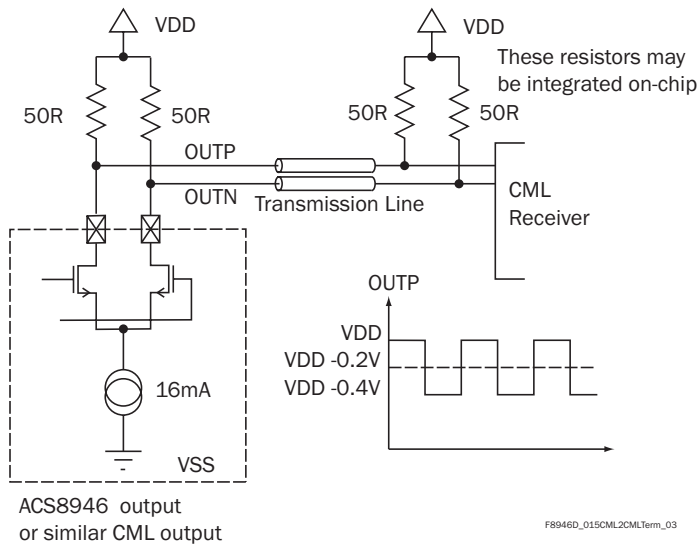 VDD
VDD
These resistors may
be integrated on-chip
50R
50R
50R
50R
OUTP
OUTN
Transmission Line
CML
Receiver
OUTP
VDD
VDD -0.2V
VDD -0.4V
16mA
VSS
ACS8946 output
or similar CML output
F8946D_015CML2CMLTerm_03